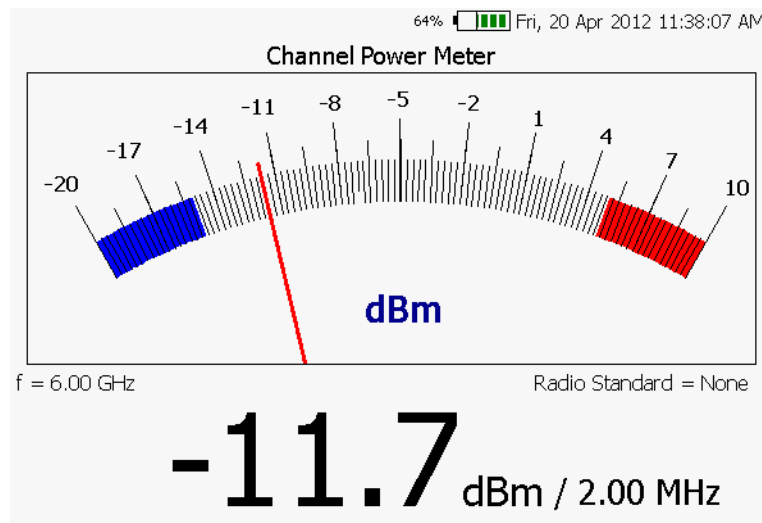 64% Fri, 20 Apr 2012 11:38:07 AM
Channel Power Meter
-20 -17 -14 -11 -8 -5 -2 1 4 7 10
dBm
f = 6.00 GHz Radio Standard = None
-11.7 dBm / 2.00 MHz